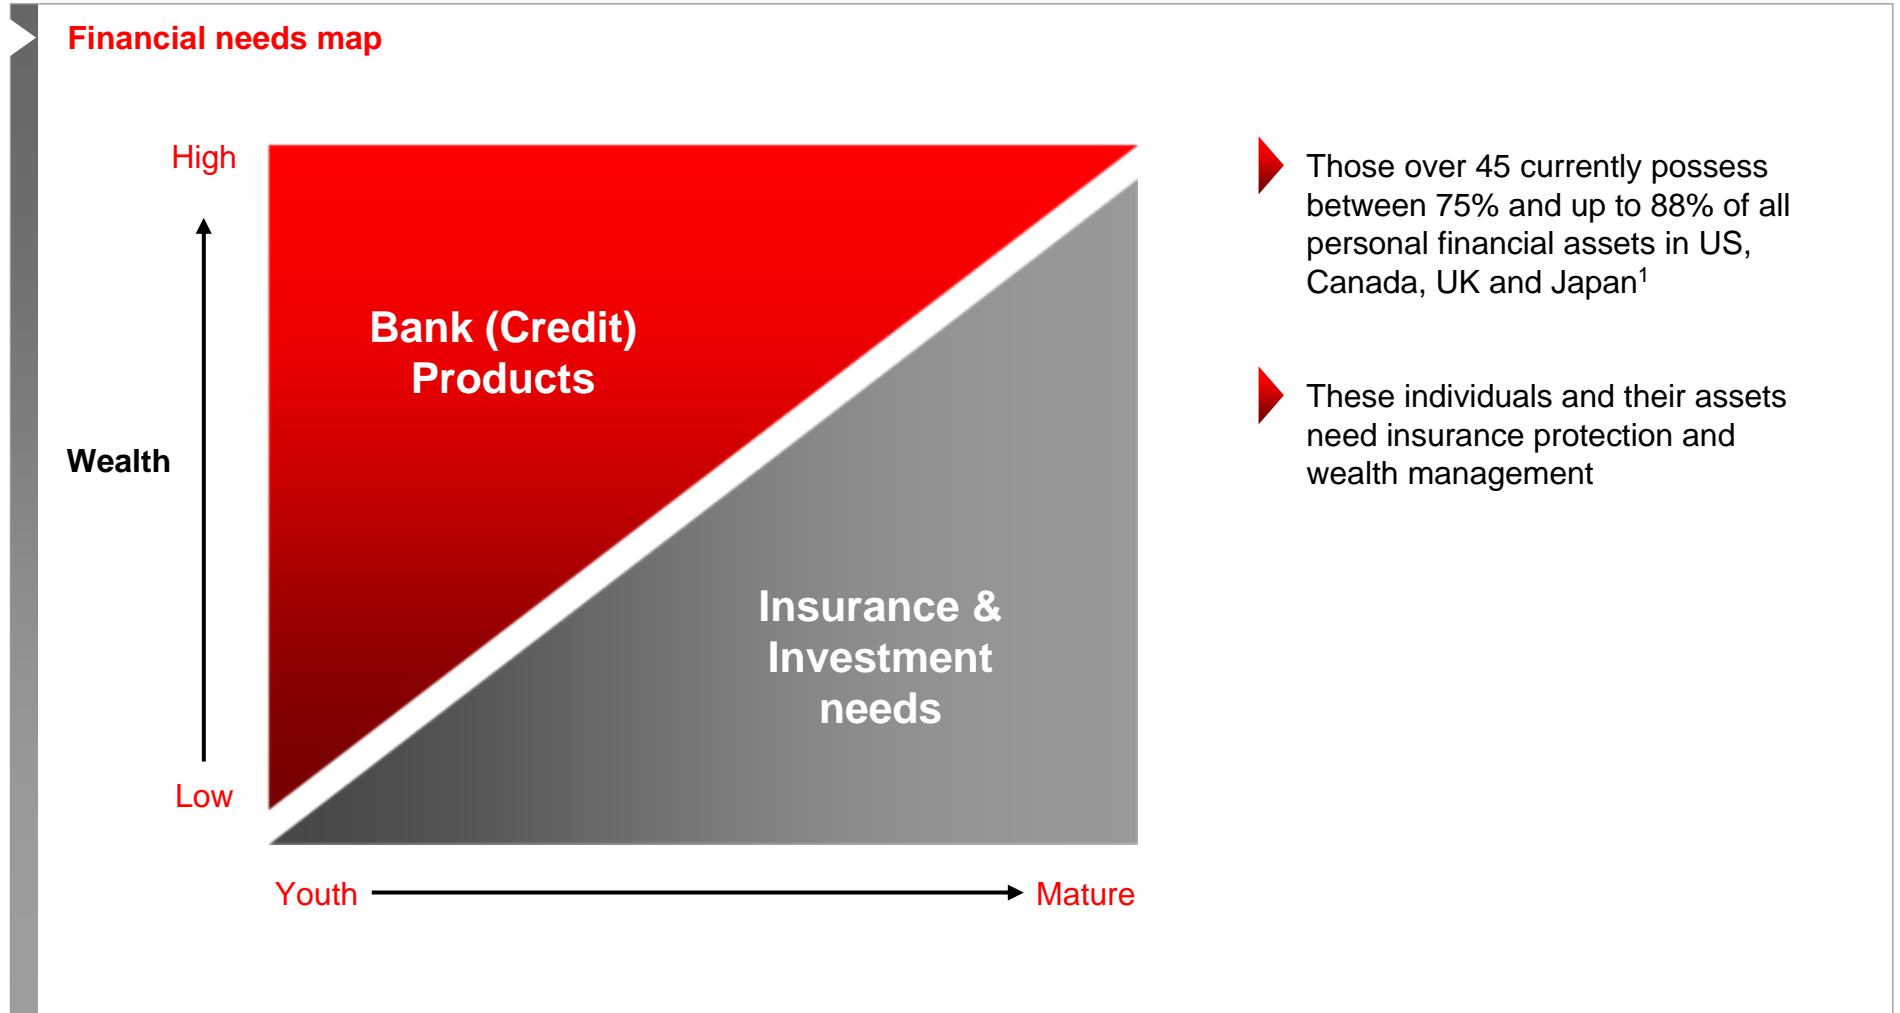 Financial needs map
High
Wealth
Low
Bank (Credit)
Products
Insurance &
Investment
needs
Youth
Mature
Those over 45 currently possess
between 75% and up to 88% of all
personal financial assets in US,
Canada, UK and Japan¹
These individuals and their assets
need insurance protection and
wealth management